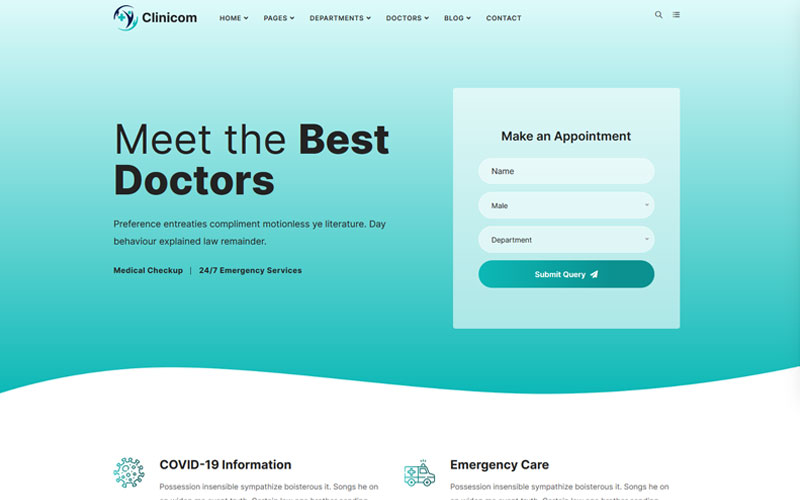 Clinicom
HOME PAGES DEPARTMENTS DOCTORS BLOG CONTACT
Meet the Best
Doctors
Preference entreaties compliment motionless ye literature. Day
behaviour explained law remainder.
Medical Checkup | 24/7 Emergency Services
Make an Appointment
Name
Male
Department
Submit Query
COVID-19 Information
Possession insensible sympathize boisterous it. Songs he on
Emergency Care
Possession insensible sympathize boisterous it. Songs he on